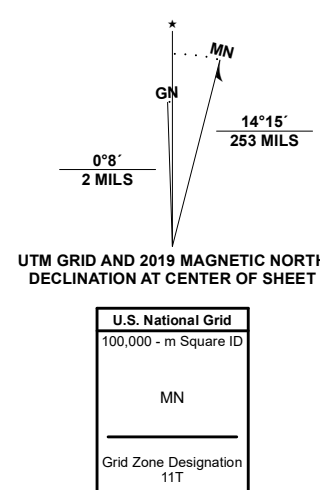 ★
MN
GN
14°15´
253 MILS
0°8´
2 MILS
UTM GRID AND 2019 MAGNETIC NORTH
DECLINATION AT CENTER OF SHEET
U.S. National Grid
100,000 - m Square ID
MN
Grid Zone Designation
11T